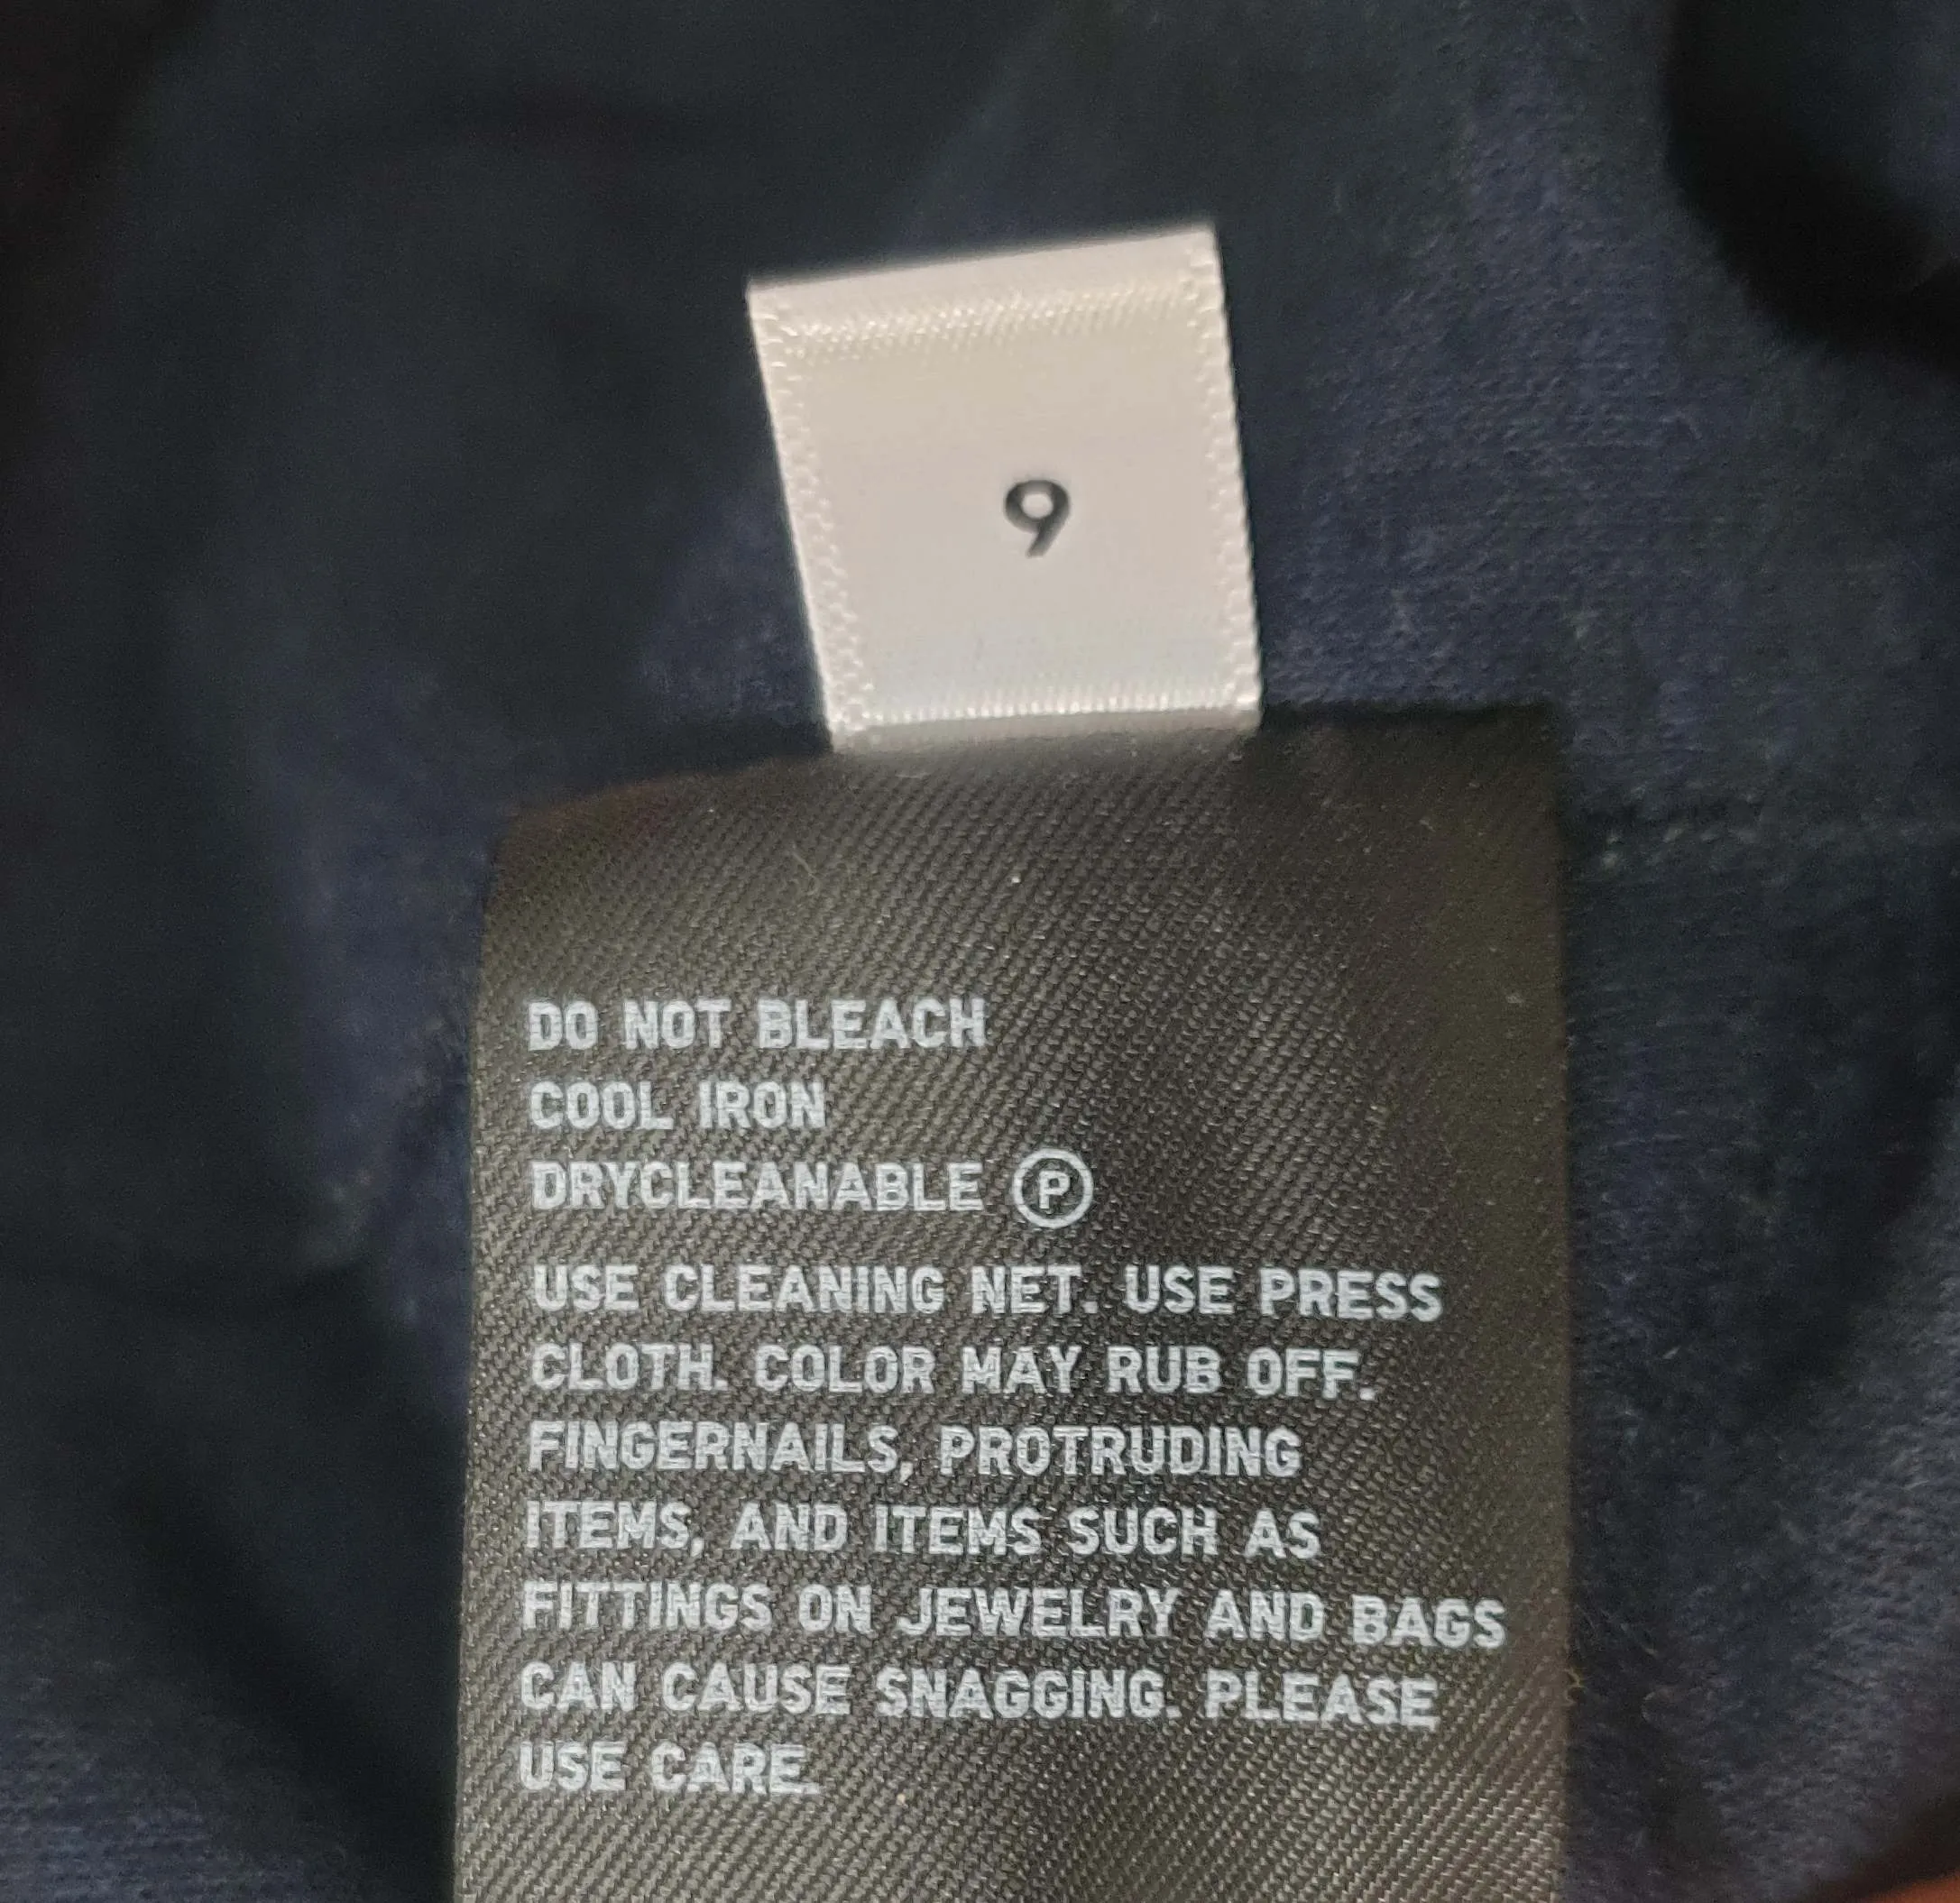 9
DO NOT BLEACH
COOL IRON
DRYCLEANABLE Ⓟ
USE CLEANING NET. USE PRESS
CLOTH. COLOR MAY RUB OFF.
FINGERNAILS, PROTRUDING
ITEMS, AND ITEMS SUCH AS
FITTINGS ON JEWELRY AND BAGS
CAN CAUSE SNAGGING. PLEASE
USE CARE.